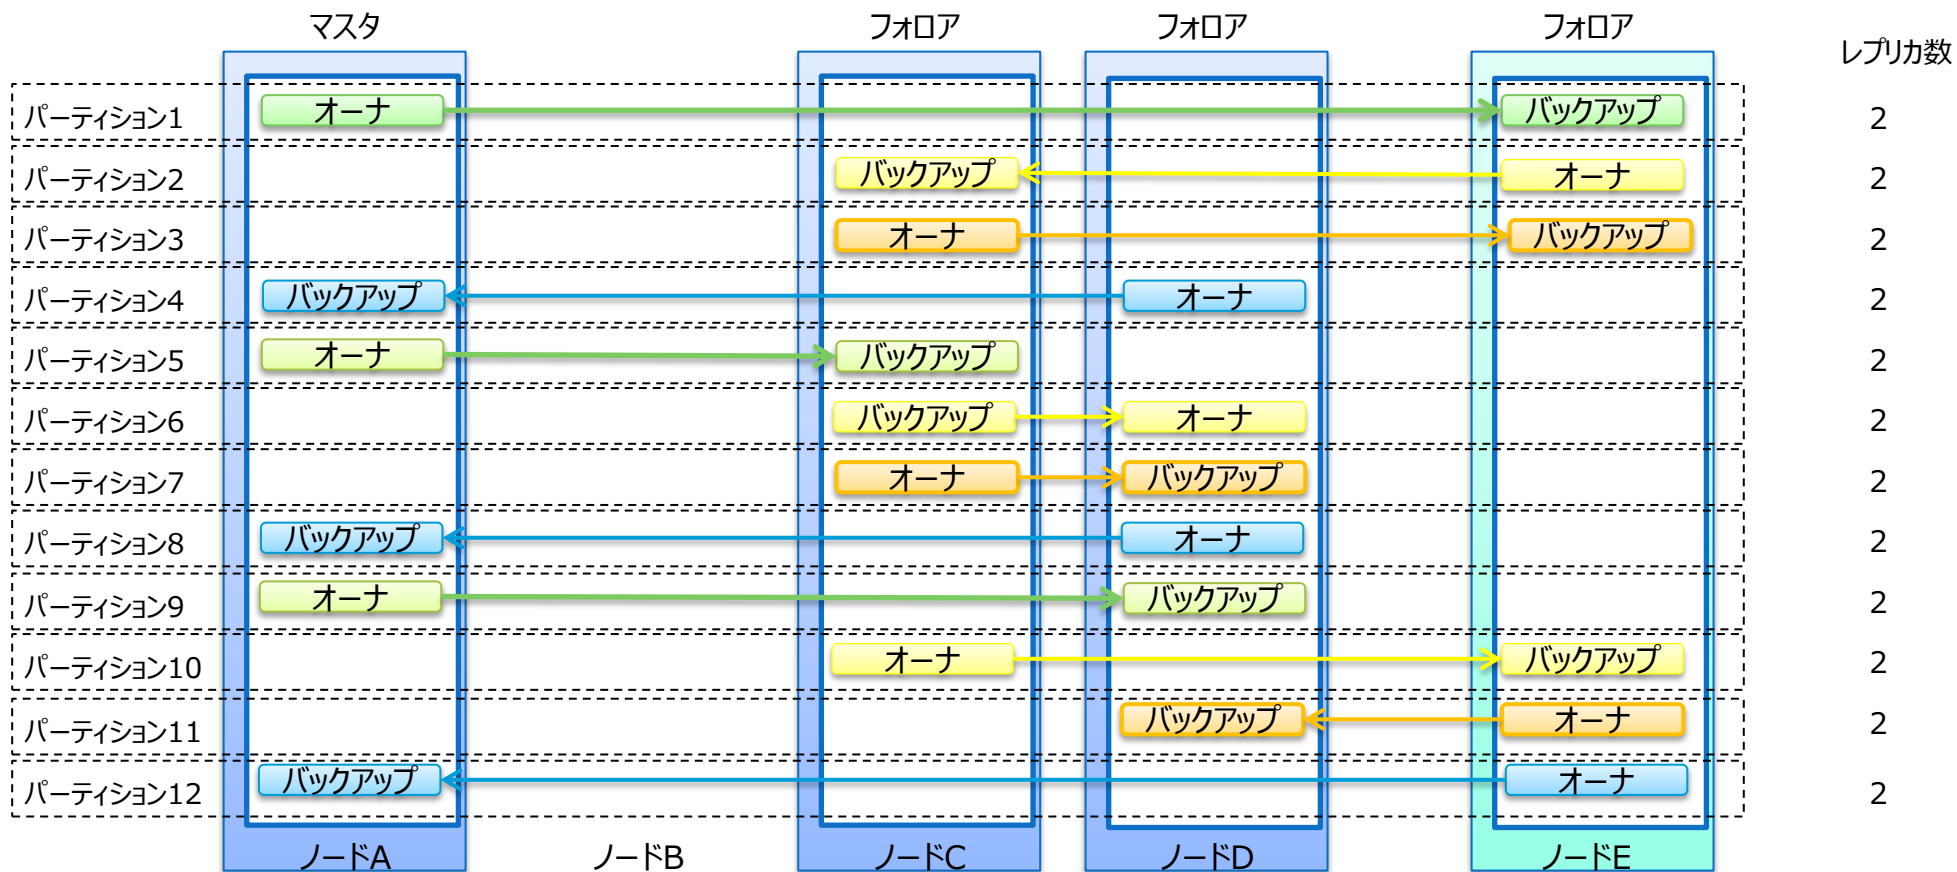 マスタ フォロア フォロア フォロア レプリカ数
パーティション1 オーナ バックアップ 2
パーティション2 バックアップ オーナ 2
パーティション3 オーナ バックアップ 2
パーティション4 バックアップ オーナ 2
パーティション5 オーナ バックアップ 2
パーティション6 バックアップ オーナ 2
パーティション7 オーナ バックアップ 2
パーティション8 バックアップ オーナ 2
パーティション9 オーナ バックアップ 2
パーティション10 オーナ バックアップ 2
パーティション11 バックアップ オーナ 2
パーティション12 バックアップ オーナ 2
ノードA ノードB ノードC ノードD ノードE